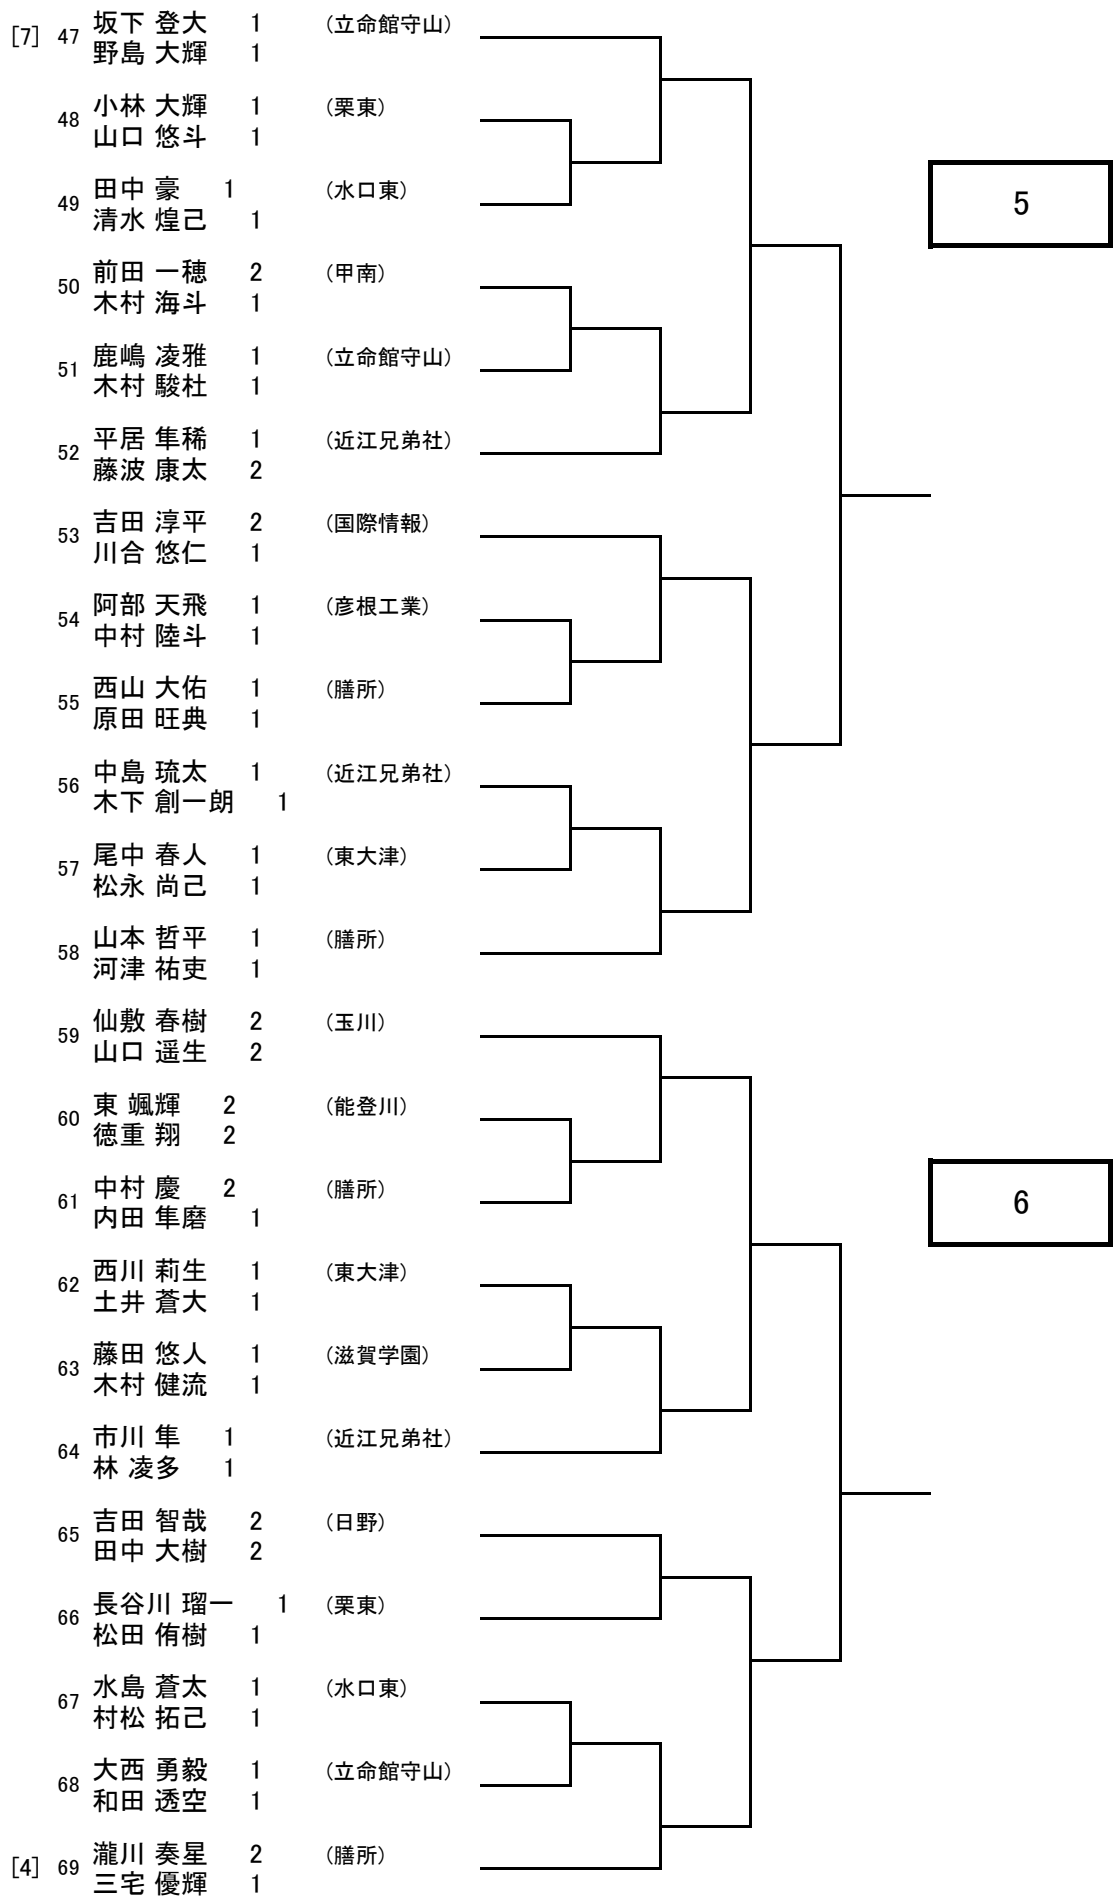 坂下 登大 1 (立命館守山)
[7] 47
野島 大輝 1
小林 大輝 1 (栗東)
48
山口 悠斗 1
田中 豪 1 (水口東)
49
清水 煌己 1
5
前田 一穂 2 (甲南)
50
木村 海斗 1
鹿嶋 凌雅 1 (立命館守山)
51
木村 駿杜 1
平居 隼稀 1 (近江兄弟社)
52
藤波 康太 2
吉田 淳平 2 (国際情報)
53
川合 悠仁 1
阿部 天飛 1 (彦根工業)
54
中村 陸斗 1
西山 大佑 1 (膳所)
55
原田 旺典 1
中島 琉太 1 (近江兄弟社)
56
木下 創一朗 1
尾中 春人 1 (東大津)
57
松永 尚己 1
山本 哲平 1 (膳所)
58
河津 祐吏 1
仙敷 春樹 2 (玉川)
59
山口 遥生 2
東 颯輝 2 (能登川)
60
徳重 翔 2
中村 慶 2 (膳所)
61
内田 隼磨 1
6
西川 莉生 1 (東大津)
62
土井 蒼大 1
藤田 悠人 1 (滋賀学園)
63
木村 健流 1
市川 隼 1 (近江兄弟社)
64
林 凌多 1
吉田 智哉 2 (日野)
65
田中 大樹 2
長谷川 瑠一 1 (栗東)
66
松田 侑樹 1
水島 蒼太 1 (水口東)
67
村松 拓己 1
大西 勇毅 1 (立命館守山)
68
和田 透空 1
瀧川 奏星 2 (膳所)
[4] 69
三宅 優輝 1